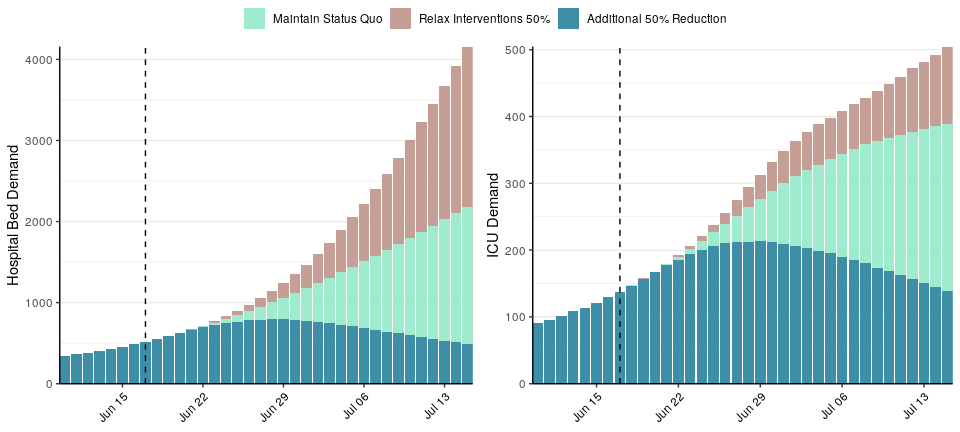 Maintain Status Quo
Relax Interventions 50%
Additional 50% Reduction
Hospital Bed Demand
4000
3000
2000
1000
0
Jun 15
Jun 22
Jun 29
Jul 06
Jul 13
ICU Demand
500
400
300
200
100
0
Jun 15
Jun 22
Jun 29
Jul 06
Jul 13